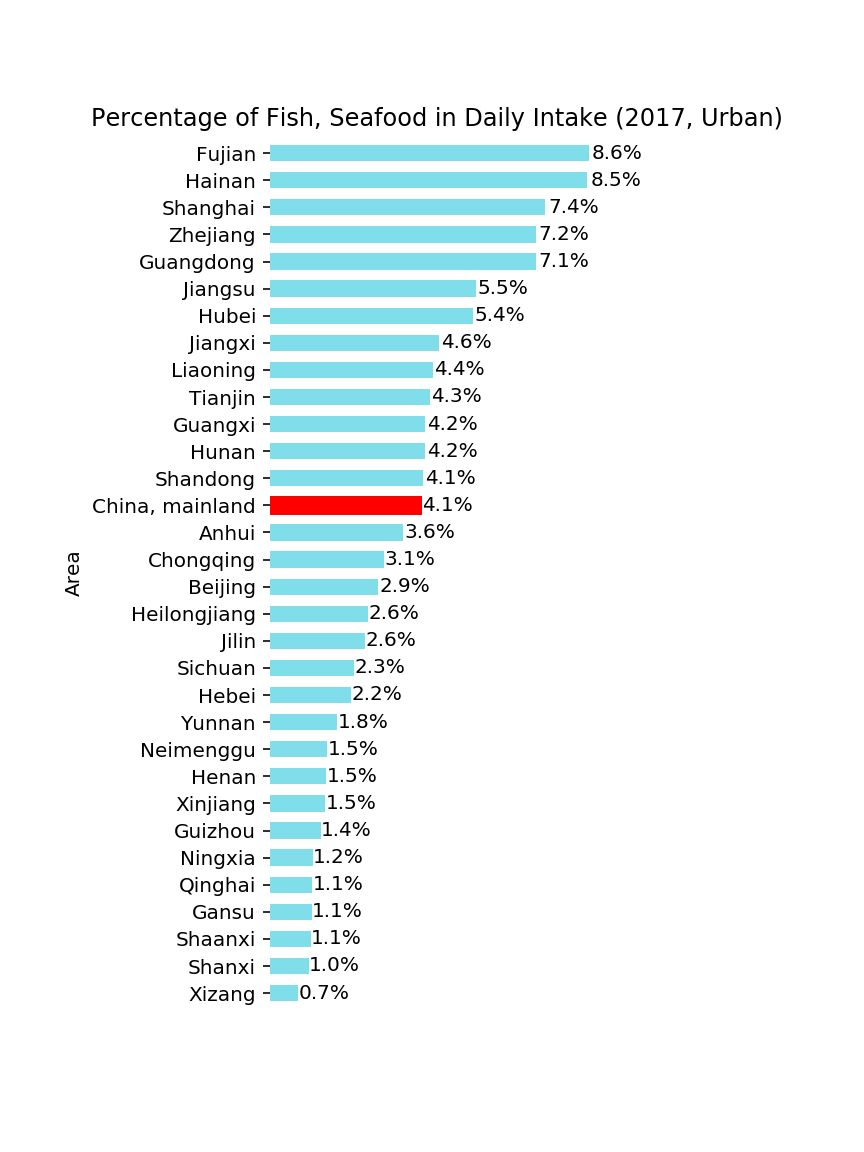 Percentage of Fish, Seafood in Daily Intake (2017, Urban)
Fujian 8.6%
Hainan 8.5%
Shanghai 7.4%
Zhejiang 7.2%
Guangdong 7.1%
Jiangsu 5.5%
Hubei 5.4%
Jiangxi 4.6%
Liaoning 4.4%
Tianjin 4.3%
Guangxi 4.2%
Hunan 4.2%
Shandong 4.1%
China, mainland 4.1%
Anhui 3.6%
Chongqing 3.1%
Beijing 2.9%
Heilongjiang 2.6%
Jilin 2.6%
Sichuan 2.3%
Hebei 2.2%
Yunnan 1.8%
Neimenggu 1.5%
Henan 1.5%
Xinjiang 1.5%
Guizhou 1.4%
Ningxia 1.2%
Qinghai 1.1%
Gansu 1.1%
Shaanxi 1.1%
Shanxi 1.0%
Xizang 0.7%
Area